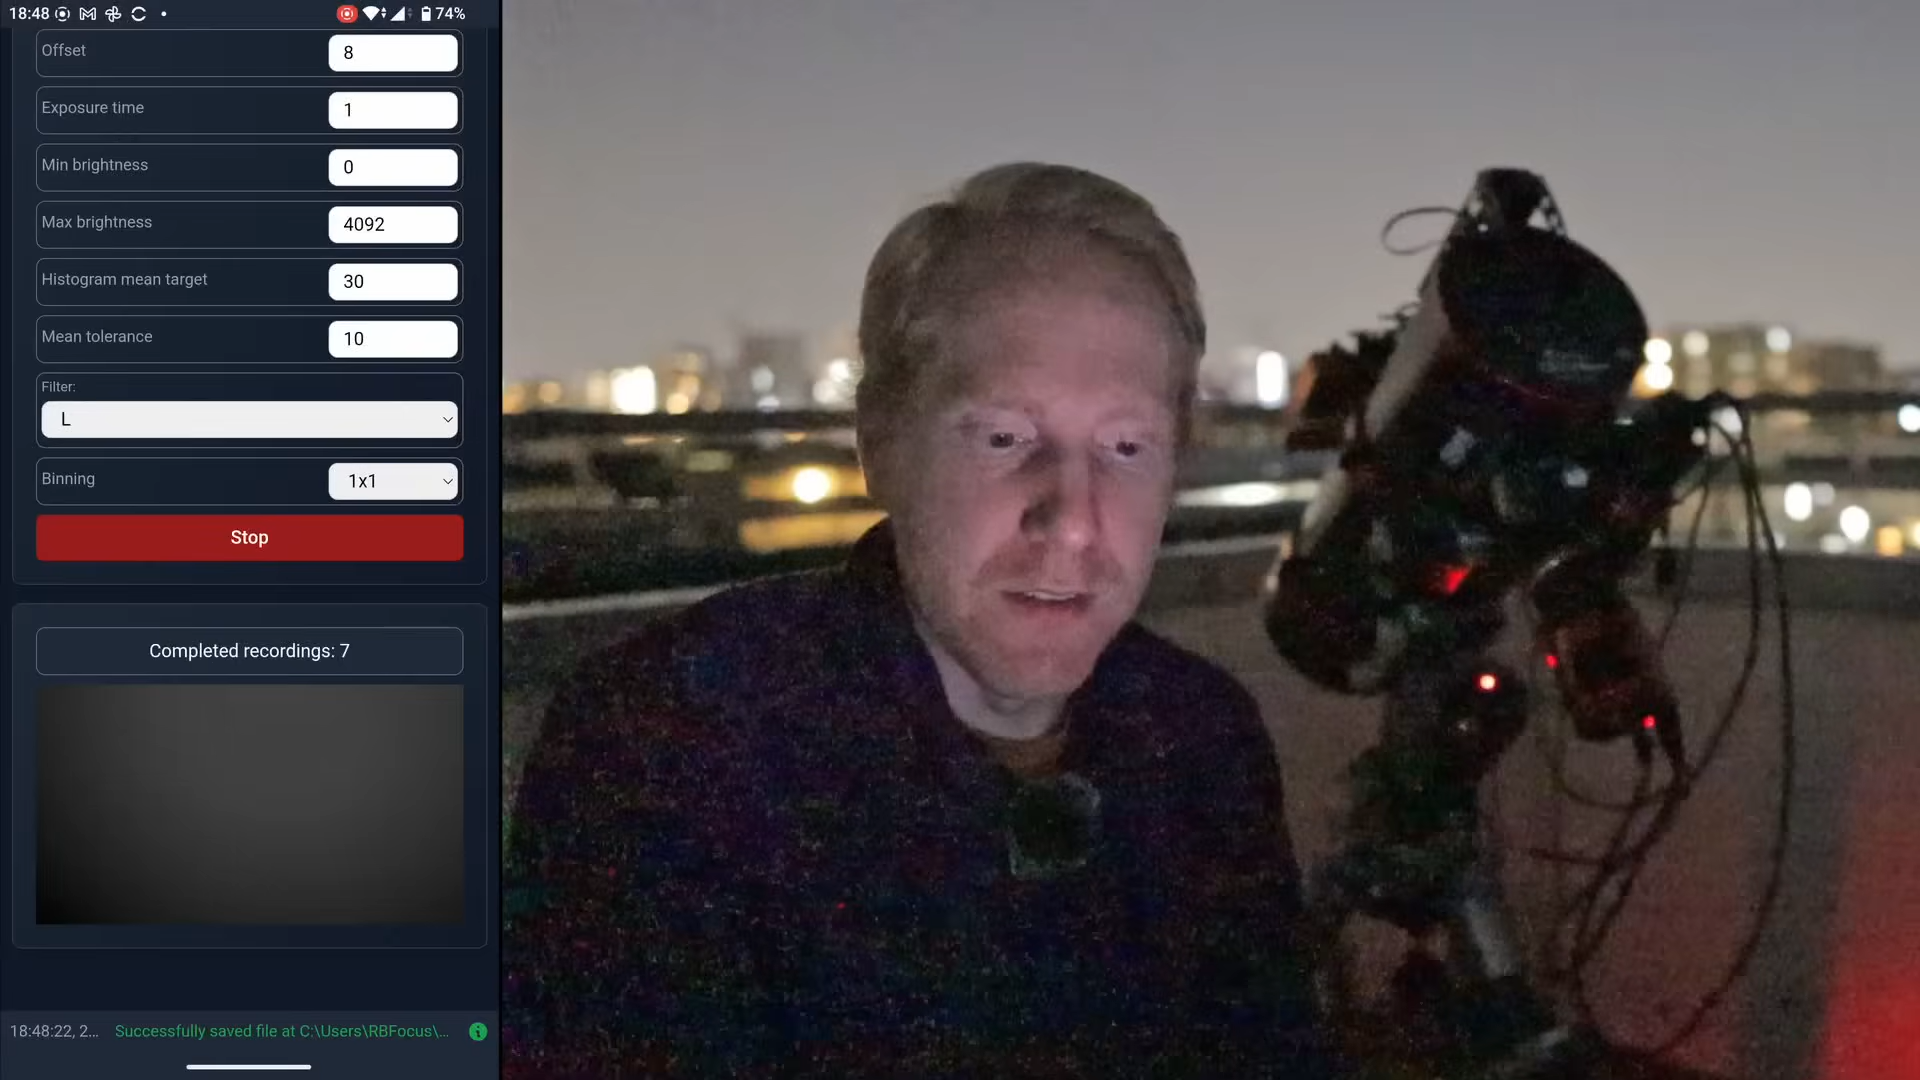 18:48 74%
Offset 8
Exposure time 1
Min brightness 0
Max brightness 4092
Histogram mean target 30
Mean tolerance 10
Filter:
L
Binning 1x1
Stop
Completed recordings: 7
18:48:22, 2... Successfully saved file at C:\Users\RBFocus\...